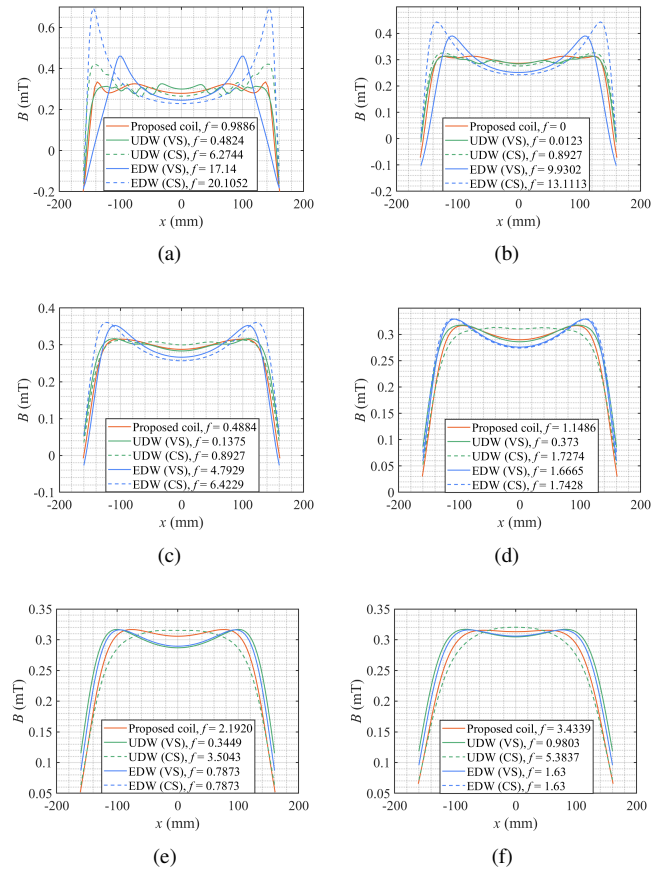 0.6
0.4
0.2
0
-0.2
B (mT)
Proposed coil, f = 0.9886
UDW (VS), f = 0.4824
UDW (CS), f = 6.2744
EDW (VS), f = 17.14
EDW (CS), f = 20.1052
-200 -100 0 100 200
x (mm)
(a)
0.5
0.4
0.3
0.2
0.1
0
-0.1
-0.2
B (mT)
Proposed coil, f = 0
UDW (VS), f = 0.0123
UDW (CS), f = 0.8927
EDW (VS), f = 9.9302
EDW (CS), f = 13.1113
-200 -100 0 100 200
x (mm)
(b)
0.4
0.3
0.2
0.1
0
-0.1
B (mT)
Proposed coil, f = 0.4884
UDW (VS), f = 0.1375
UDW (CS), f = 0.8927
EDW (VS), f = 4.7929
EDW (CS), f = 6.4229
-200 -100 0 100 200
x (mm)
(c)
0.3
0.25
0.2
0.15
0.1
0.05
0
B (mT)
Proposed coil, f = 1.1486
UDW (VS), f = 0.373
UDW (CS), f = 1.7274
EDW (VS), f = 1.6665
EDW (CS), f = 1.7428
-200 -100 0 100 200
x (mm)
(d)
0.35
0.3
0.25
0.2
0.15
0.1
0.05
B (mT)
Proposed coil, f = 2.1920
UDW (VS), f = 0.3449
UDW (CS), f = 3.5043
EDW (VS), f = 0.7873
EDW (CS), f = 0.7873
-200 -100 0 100 200
x (mm)
(e)
0.35
0.3
0.25
0.2
0.15
0.1
0.05
B (mT)
Proposed coil, f = 3.4339
UDW (VS), f = 0.9803
UDW (CS), f = 5.3837
EDW (VS), f = 1.63
EDW (CS), f = 1.63
-200 -100 0 100 200
x (mm)
(f)